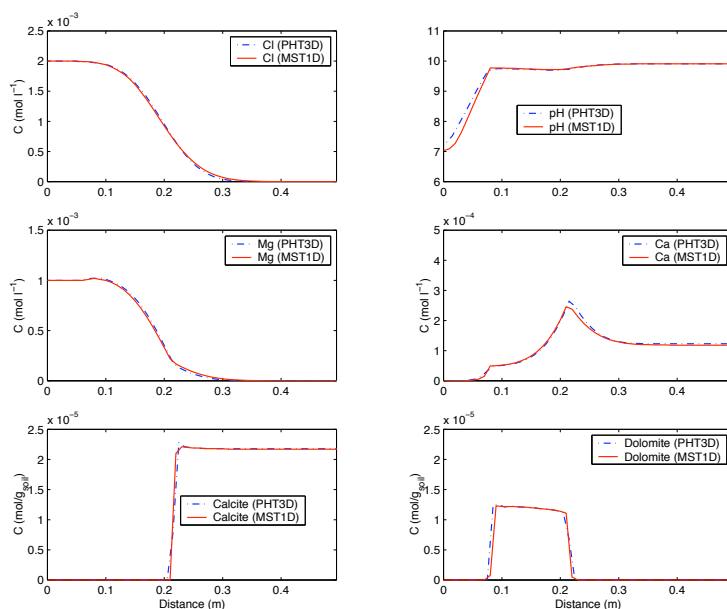 x 10⁻³
2.5
2
1.5
1
0.5
0
0 0.1 0.2 0.3 0.4
C (mol l⁻¹)
Cl (PHT3D)
Cl (MST1D)
11
10
9
8
7
6
0 0.1 0.2 0.3 0.4
pH (PHT3D)
pH (MST1D)
x 10⁻³
1.5
1
0.5
0
0 0.1 0.2 0.3 0.4
C (mol l⁻¹)
Mg (PHT3D)
Mg (MST1D)
x 10⁻⁴
5
4
3
2
1
0
0 0.1 0.2 0.3 0.4
C (mol l⁻¹)
Ca (PHT3D)
Ca (MST1D)
x 10⁻⁵
2.5
2
1.5
1
0.5
0
0 0.1 0.2 0.3 0.4
C (mol/g_soil)
Distance (m)
Calcite (PHT3D)
Calcite (MST1D)
x 10⁻⁵
2.5
2
1.5
1
0.5
0
0 0.1 0.2 0.3 0.4
C (mol/g_soil)
Distance (m)
Dolomite (PHT3D)
Dolomite (MST1D)